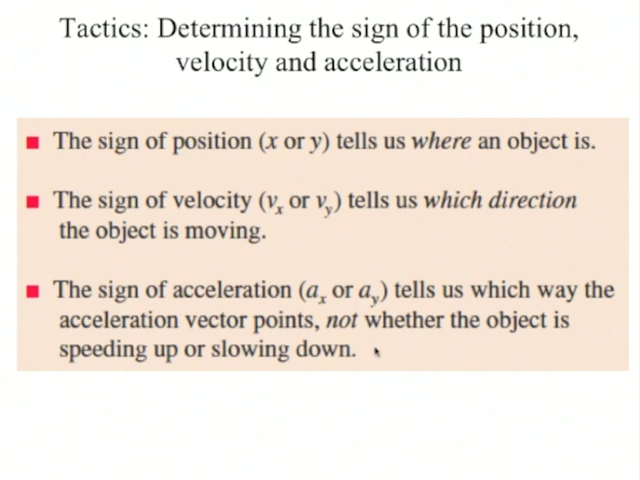 Tactics: Determining the sign of the position,
velocity and acceleration
The sign of position (x or y) tells us where an object is.
The sign of velocity (vx or vy) tells us which direction
the object is moving.
The sign of acceleration (ax or ay) tells us which way the
acceleration vector points, not whether the object is
speeding up or slowing down.